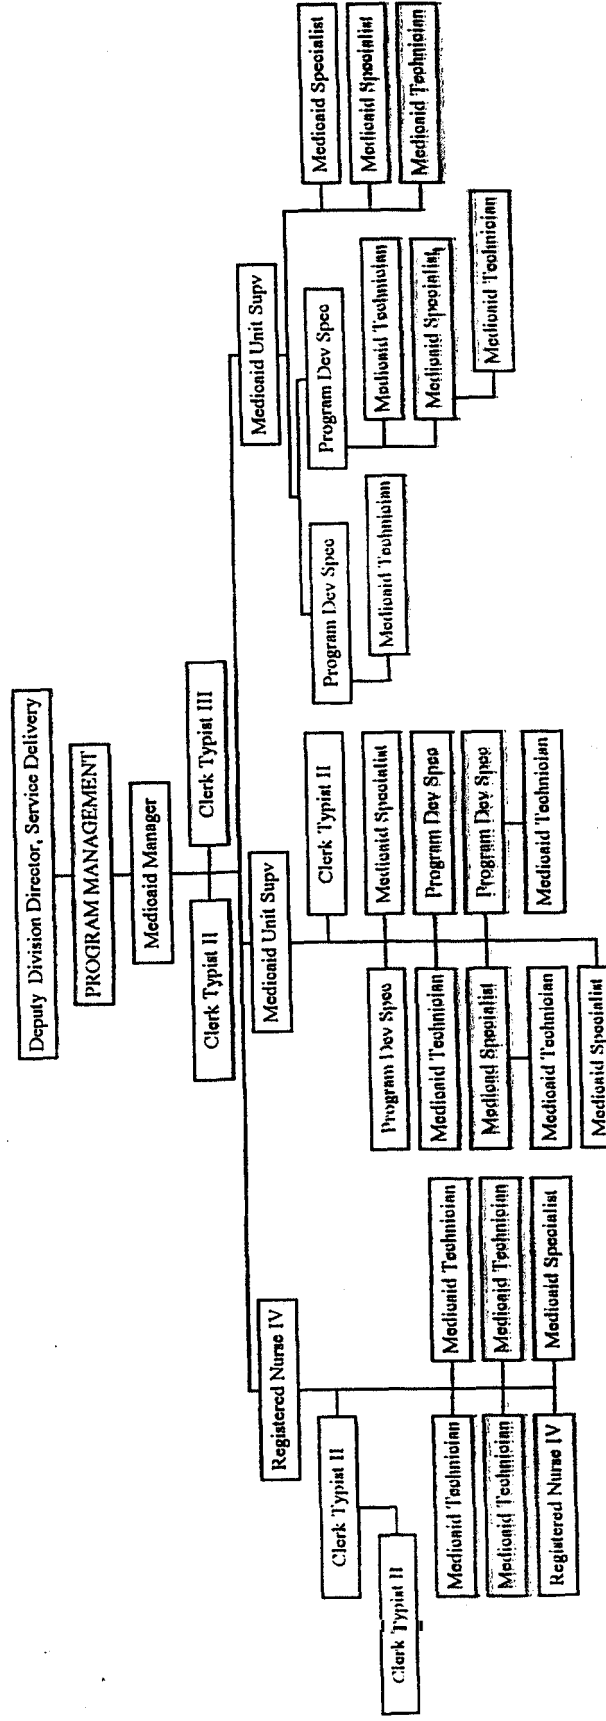 Deputy Division Director, Service Delivery
PROGRAM MANAGEMENT
Medicaid Manager
Clerk Typist II
Clerk Typist III
Registered Nurse IV
Clerk Typist II
Clerk Typist II
Medicaid Technician
Medicaid Technician
Medicaid Technician
Medicaid Technician
Registered Nurse IV
Medicaid Specialist
Medicaid Unit Supv
Clerk Typist II
Program Dev Spec
Medicaid Specialist
Medicaid Technician
Program Dev Spec
Medicaid Specialist
Program Dev Spec
Medicaid Technician
Medicaid Technician
Medicaid Specialist
Medicaid Unit Supv
Program Dev Spec
Medicaid Technician
Program Dev Spec
Medicaid Technician
Medicaid Specialist
Medicaid Technician
Medicaid Specialist
Medicaid Specialist
Medicaid Technician